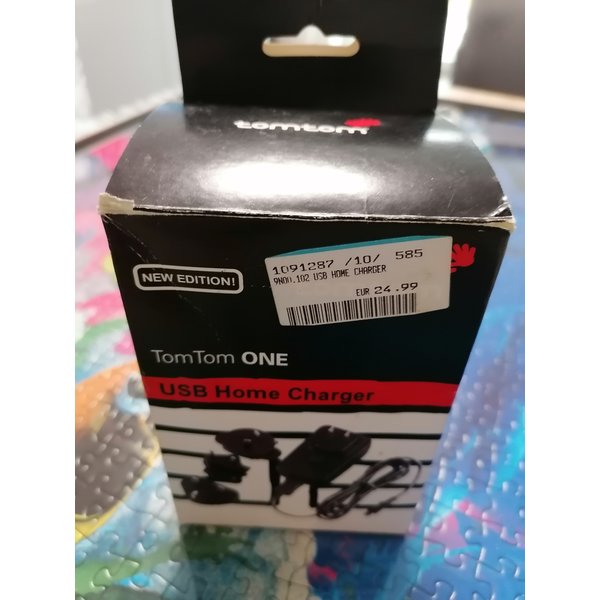 tomtom
1091287 /10/ 585
9N00.102 USB HOME CHARGER
EUR 24.99
NEW EDITION!
TomTom ONE
USB Home Charger